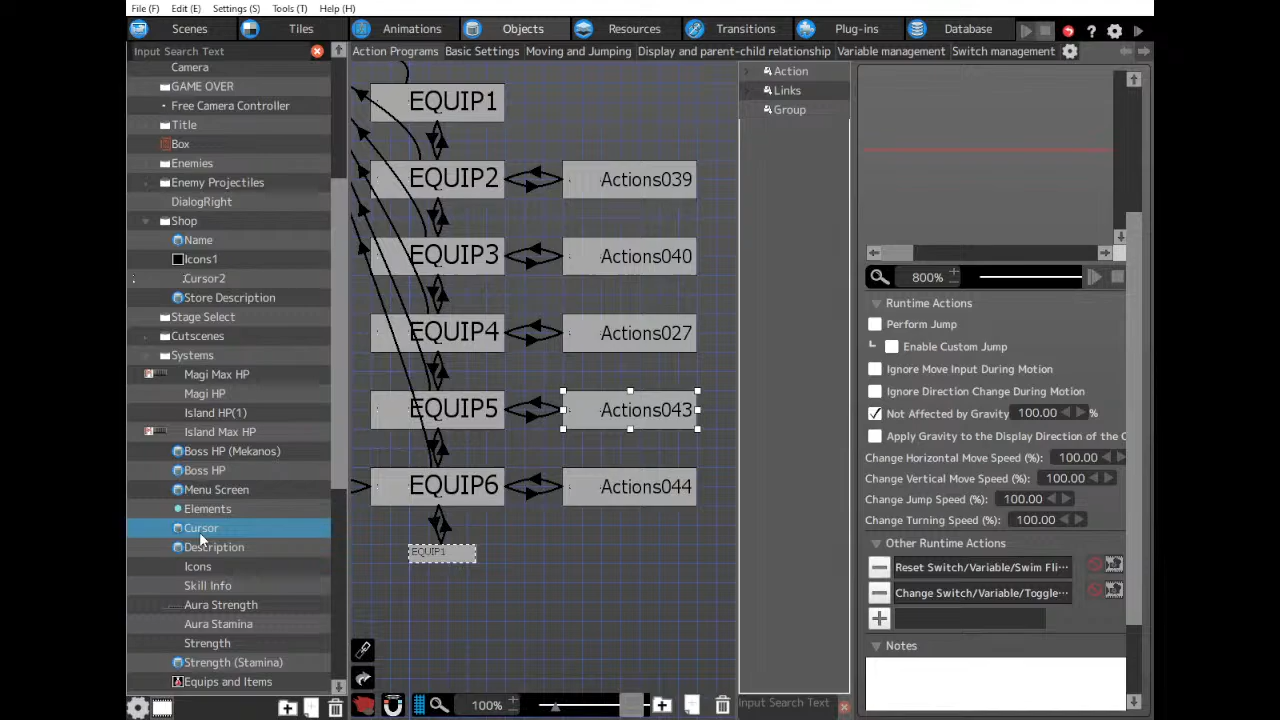 File (F) Edit (E) Settings (S) Tools (T) Help (H)
Scenes Tiles Animations Objects Resources Transitions Plug-ins Database
Input Search Text
Action Programs Basic Settings Moving and Jumping Display and parent-child relationship Variable management Switch management
Camera
GAME OVER
Free Camera Controller
Title
Box
Enemies
Enemy Projectiles
DialogRight
Shop
Name
Icons1
Cursor2
Store Description
Stage Select
Cutscenes
Systems
Magi Max HP
Magi HP
Island HP(1)
Island Max HP
Boss HP (Mekanos)
Boss HP
Menu Screen
Elements
Cursor
Description
Icons
Skill Info
Aura Strength
Aura Stamina
Strength
Strength (Stamina)
Equips and Items
EQUIP1
EQUIP2 Actions039
EQUIP3 Actions040
EQUIP4 Actions027
EQUIP5 Actions043
EQUIP6 Actions044
EQUIP1
100%
Action
Links
Group
Input Search Text
800%
Runtime Actions
Perform Jump
Enable Custom Jump
Ignore Move Input During Motion
Ignore Direction Change During Motion
Not Affected by Gravity 100.00 %
Apply Gravity to the Display Direction of the C
Change Horizontal Move Speed (%): 100.00
Change Vertical Move Speed (%): 100.00
Change Jump Speed (%): 100.00
Change Turning Speed (%): 100.00
Other Runtime Actions
Reset Switch/Variable/Swim Fli···
Change Switch/Variable/Toggle···
Notes